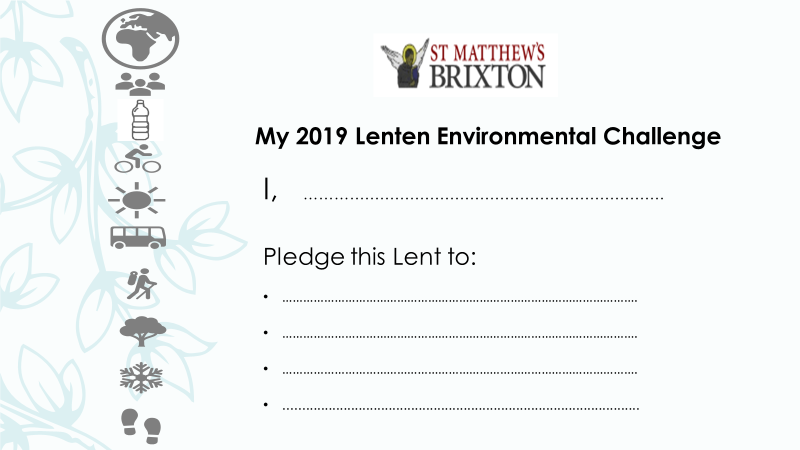 ST MATTHEW'S
BRIXTON
My 2019 Lenten Environmental Challenge
I, ........................................................................
Pledge this Lent to:
• ........................................................................................................
• ........................................................................................................
• ........................................................................................................
• ........................................................................................................